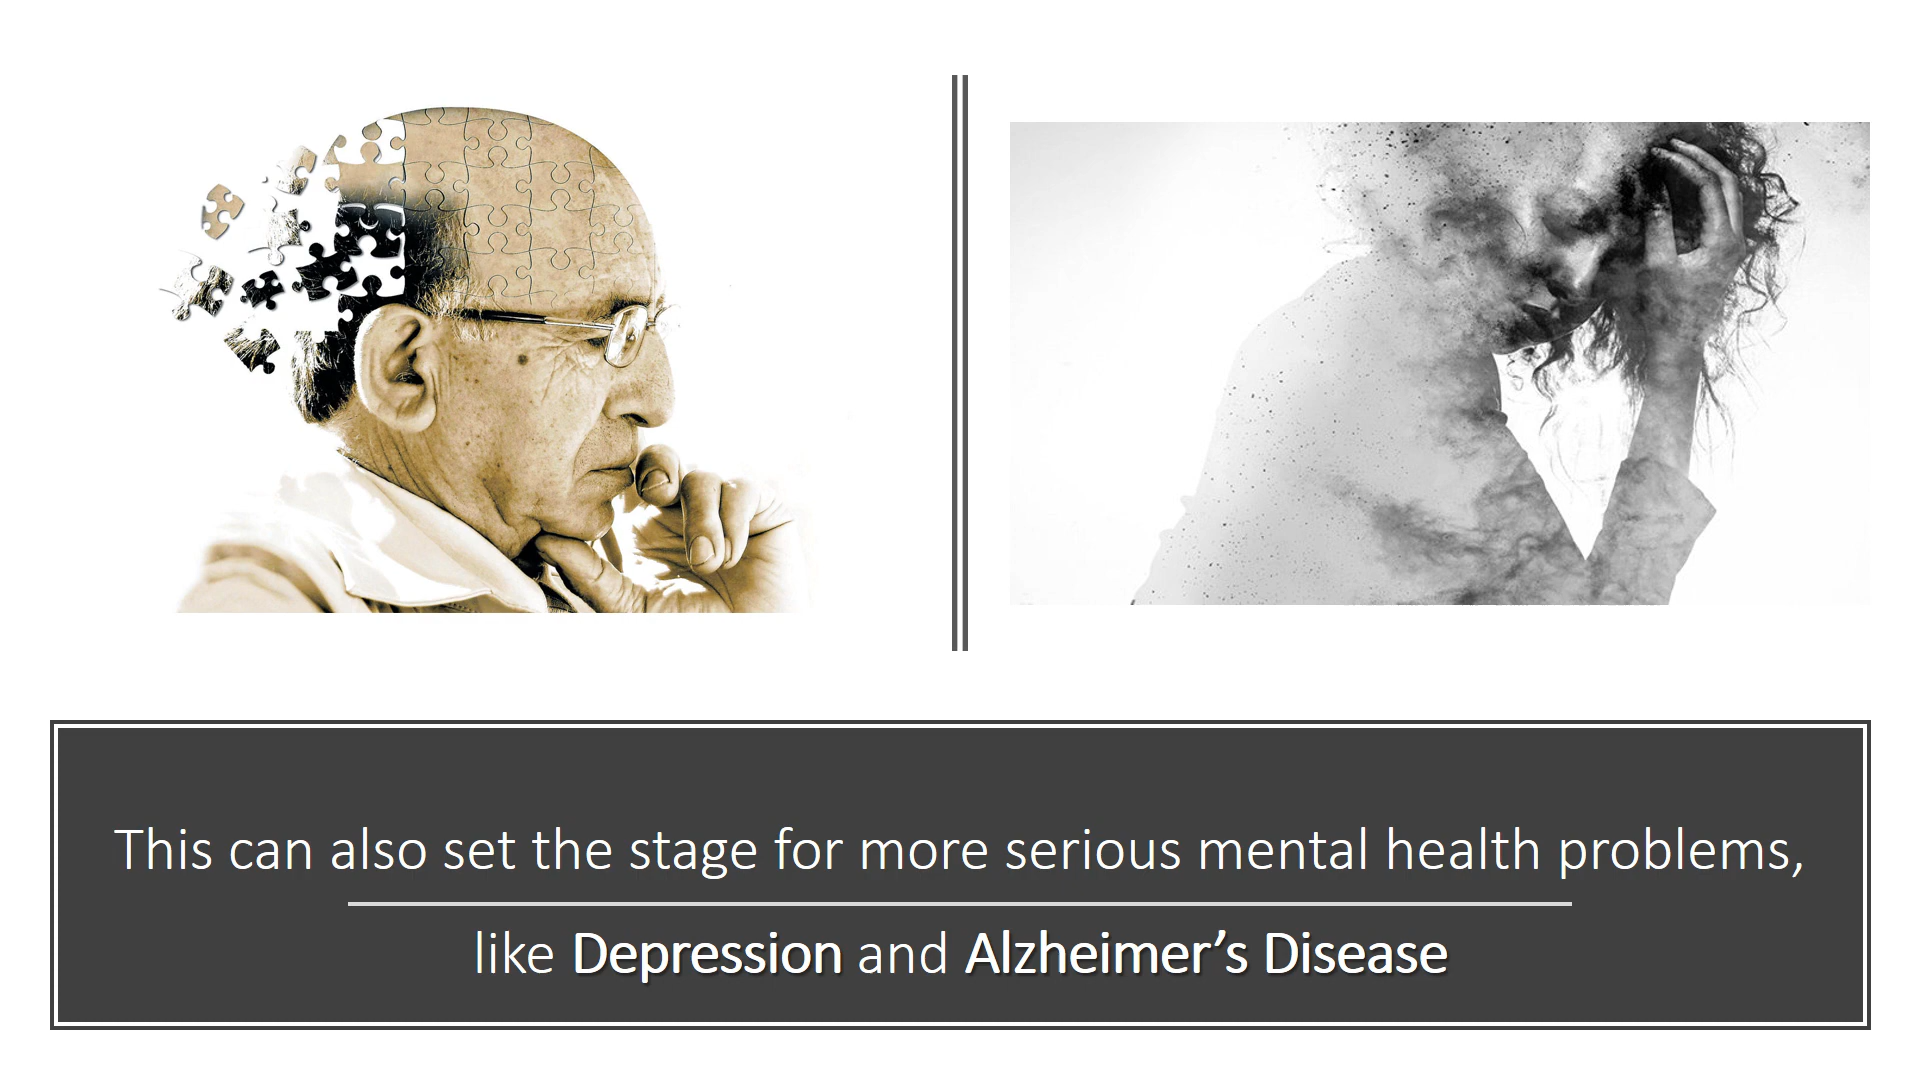 This can also set the stage for more serious mental health problems,
like Depression and Alzheimer’s Disease